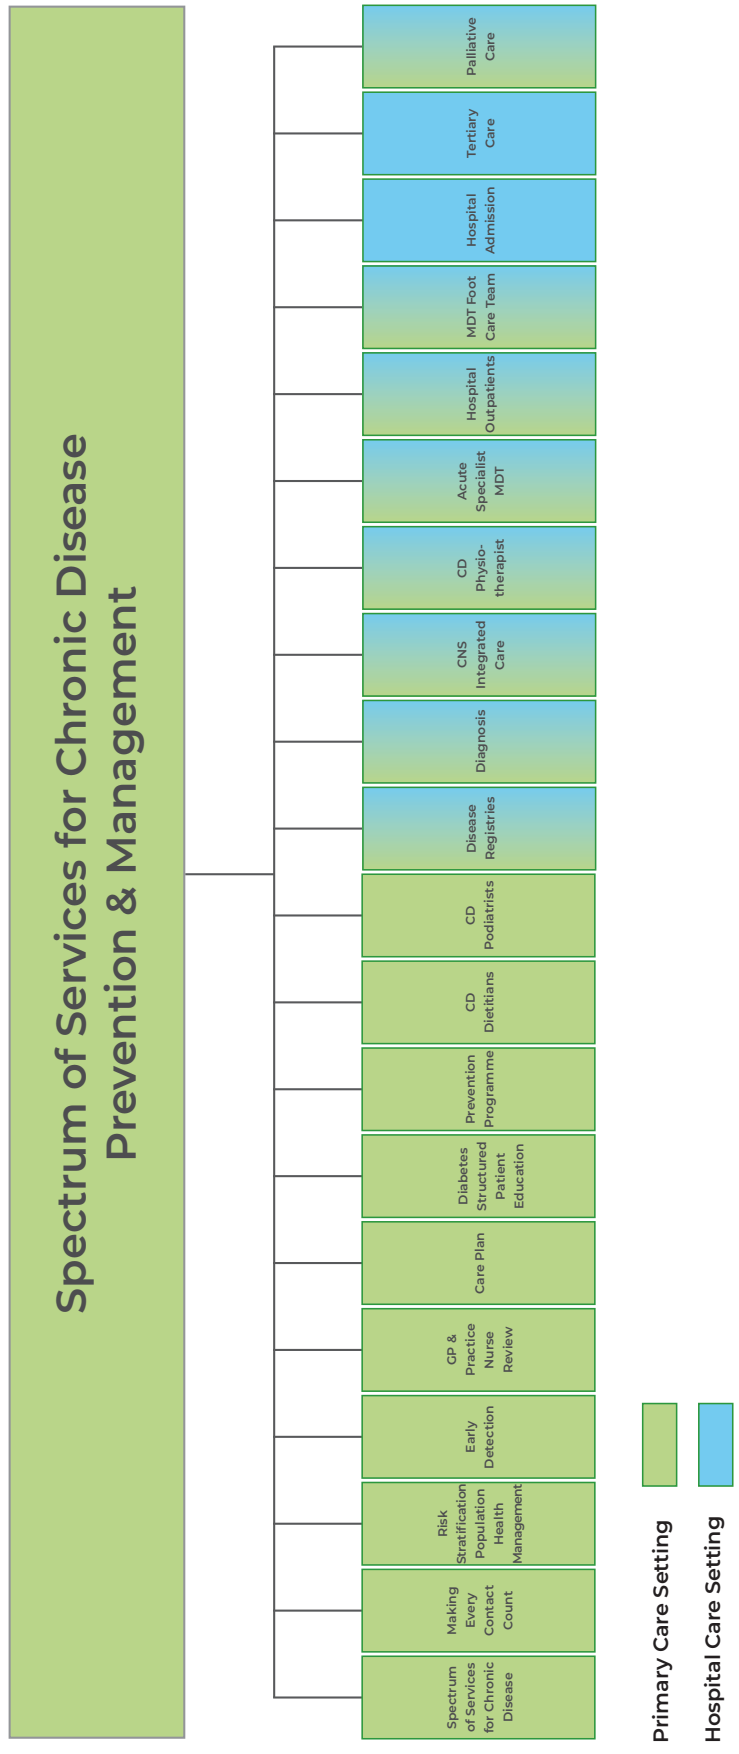 Spectrum of Services for Chronic Disease
Prevention & Management
Spectrum
of Services
for Chronic
Disease
Making
Every
Contact
Count
Risk
Stratification
Population
Health
Management
Early
Detection
GP &
Practice
Nurse
Review
Care Plan
Diabetes
Structured
Patient
Education
Prevention
Programme
CD
Dietitians
CD
Podiatrists
Disease
Registries
Diagnosis
CNS
Integrated
Care
CD
Physio-
therapist
Acute
Specialist
MDT
Hospital
Outpatients
MDT Foot
Care Team
Hospital
Admission
Tertiary
Care
Palliative
Care
Primary Care Setting
Hospital Care Setting